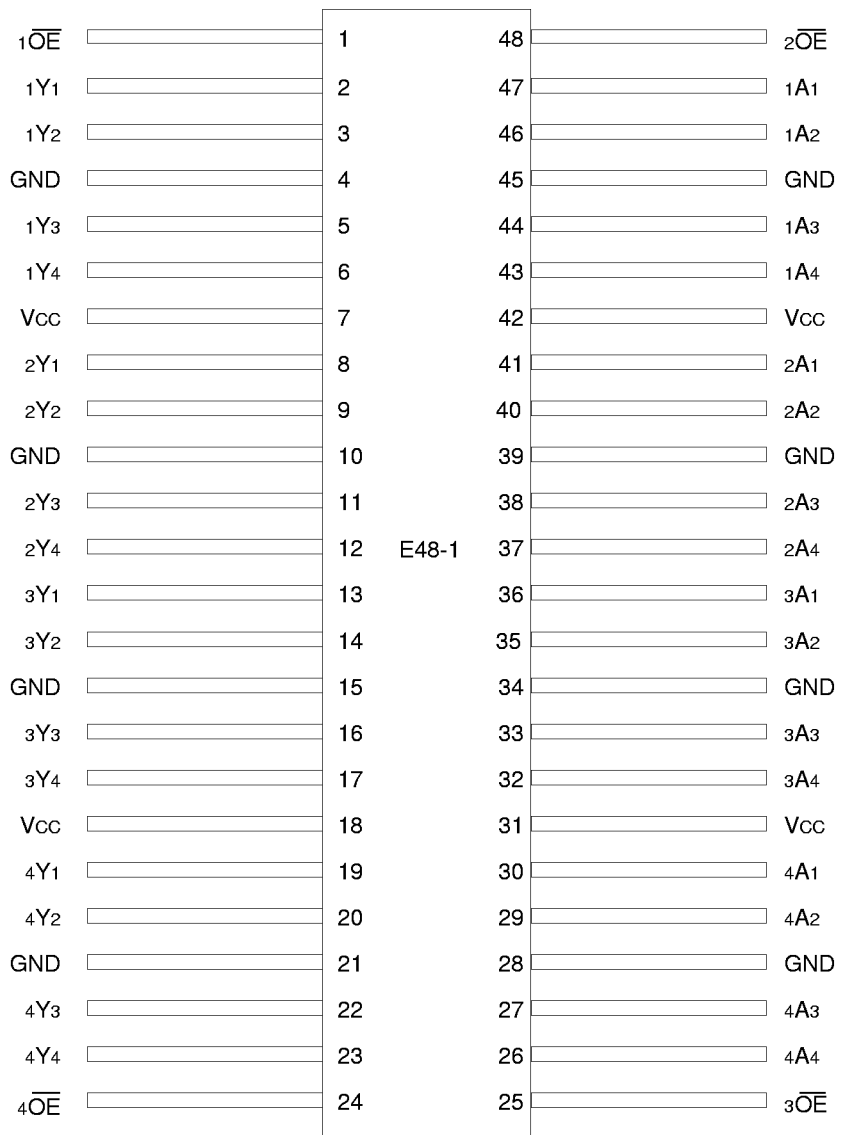 1O̅E̅ 1 48 2O̅E̅
1Y1 2 47 1A1
1Y2 3 46 1A2
GND 4 45 GND
1Y3 5 44 1A3
1Y4 6 43 1A4
VCC 7 42 VCC
2Y1 8 41 2A1
2Y2 9 40 2A2
GND 10 39 GND
2Y3 11 38 2A3
2Y4 12 E48-1 37 2A4
3Y1 13 36 3A1
3Y2 14 35 3A2
GND 15 34 GND
3Y3 16 33 3A3
3Y4 17 32 3A4
VCC 18 31 VCC
4Y1 19 30 4A1
4Y2 20 29 4A2
GND 21 28 GND
4Y3 22 27 4A3
4Y4 23 26 4A4
4O̅E̅ 24 25 3O̅E̅